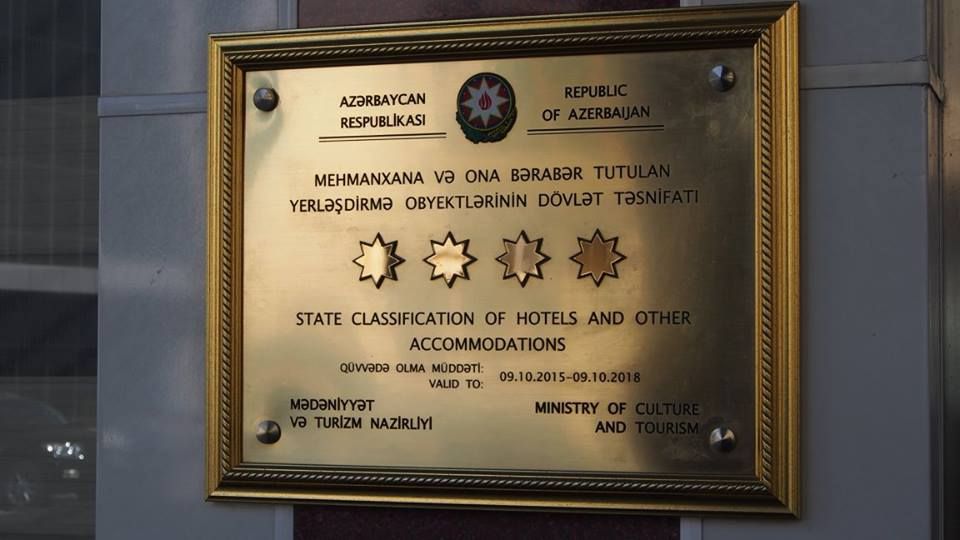 AZƏRBAYCAN
RESPUBLİKASI
REPUBLIC
OF AZERBAIJAN
MEHMANXANA VƏ ONA BƏRABƏR TUTULAN
YERLƏŞDİRMƏ OBYEKTLƏRİNİN DÖVLƏT TƏSNİFATI
STATE CLASSIFICATION OF HOTELS AND OTHER
ACCOMMODATIONS
QÜVVƏDƏ OLMA MÜDDƏTİ:
VALID TO:
09.10.2015-09.10.2018
MƏDƏNİYYƏT
VƏ TURİZM NAZİRLİYİ
MINISTRY OF CULTURE
AND TOURISM